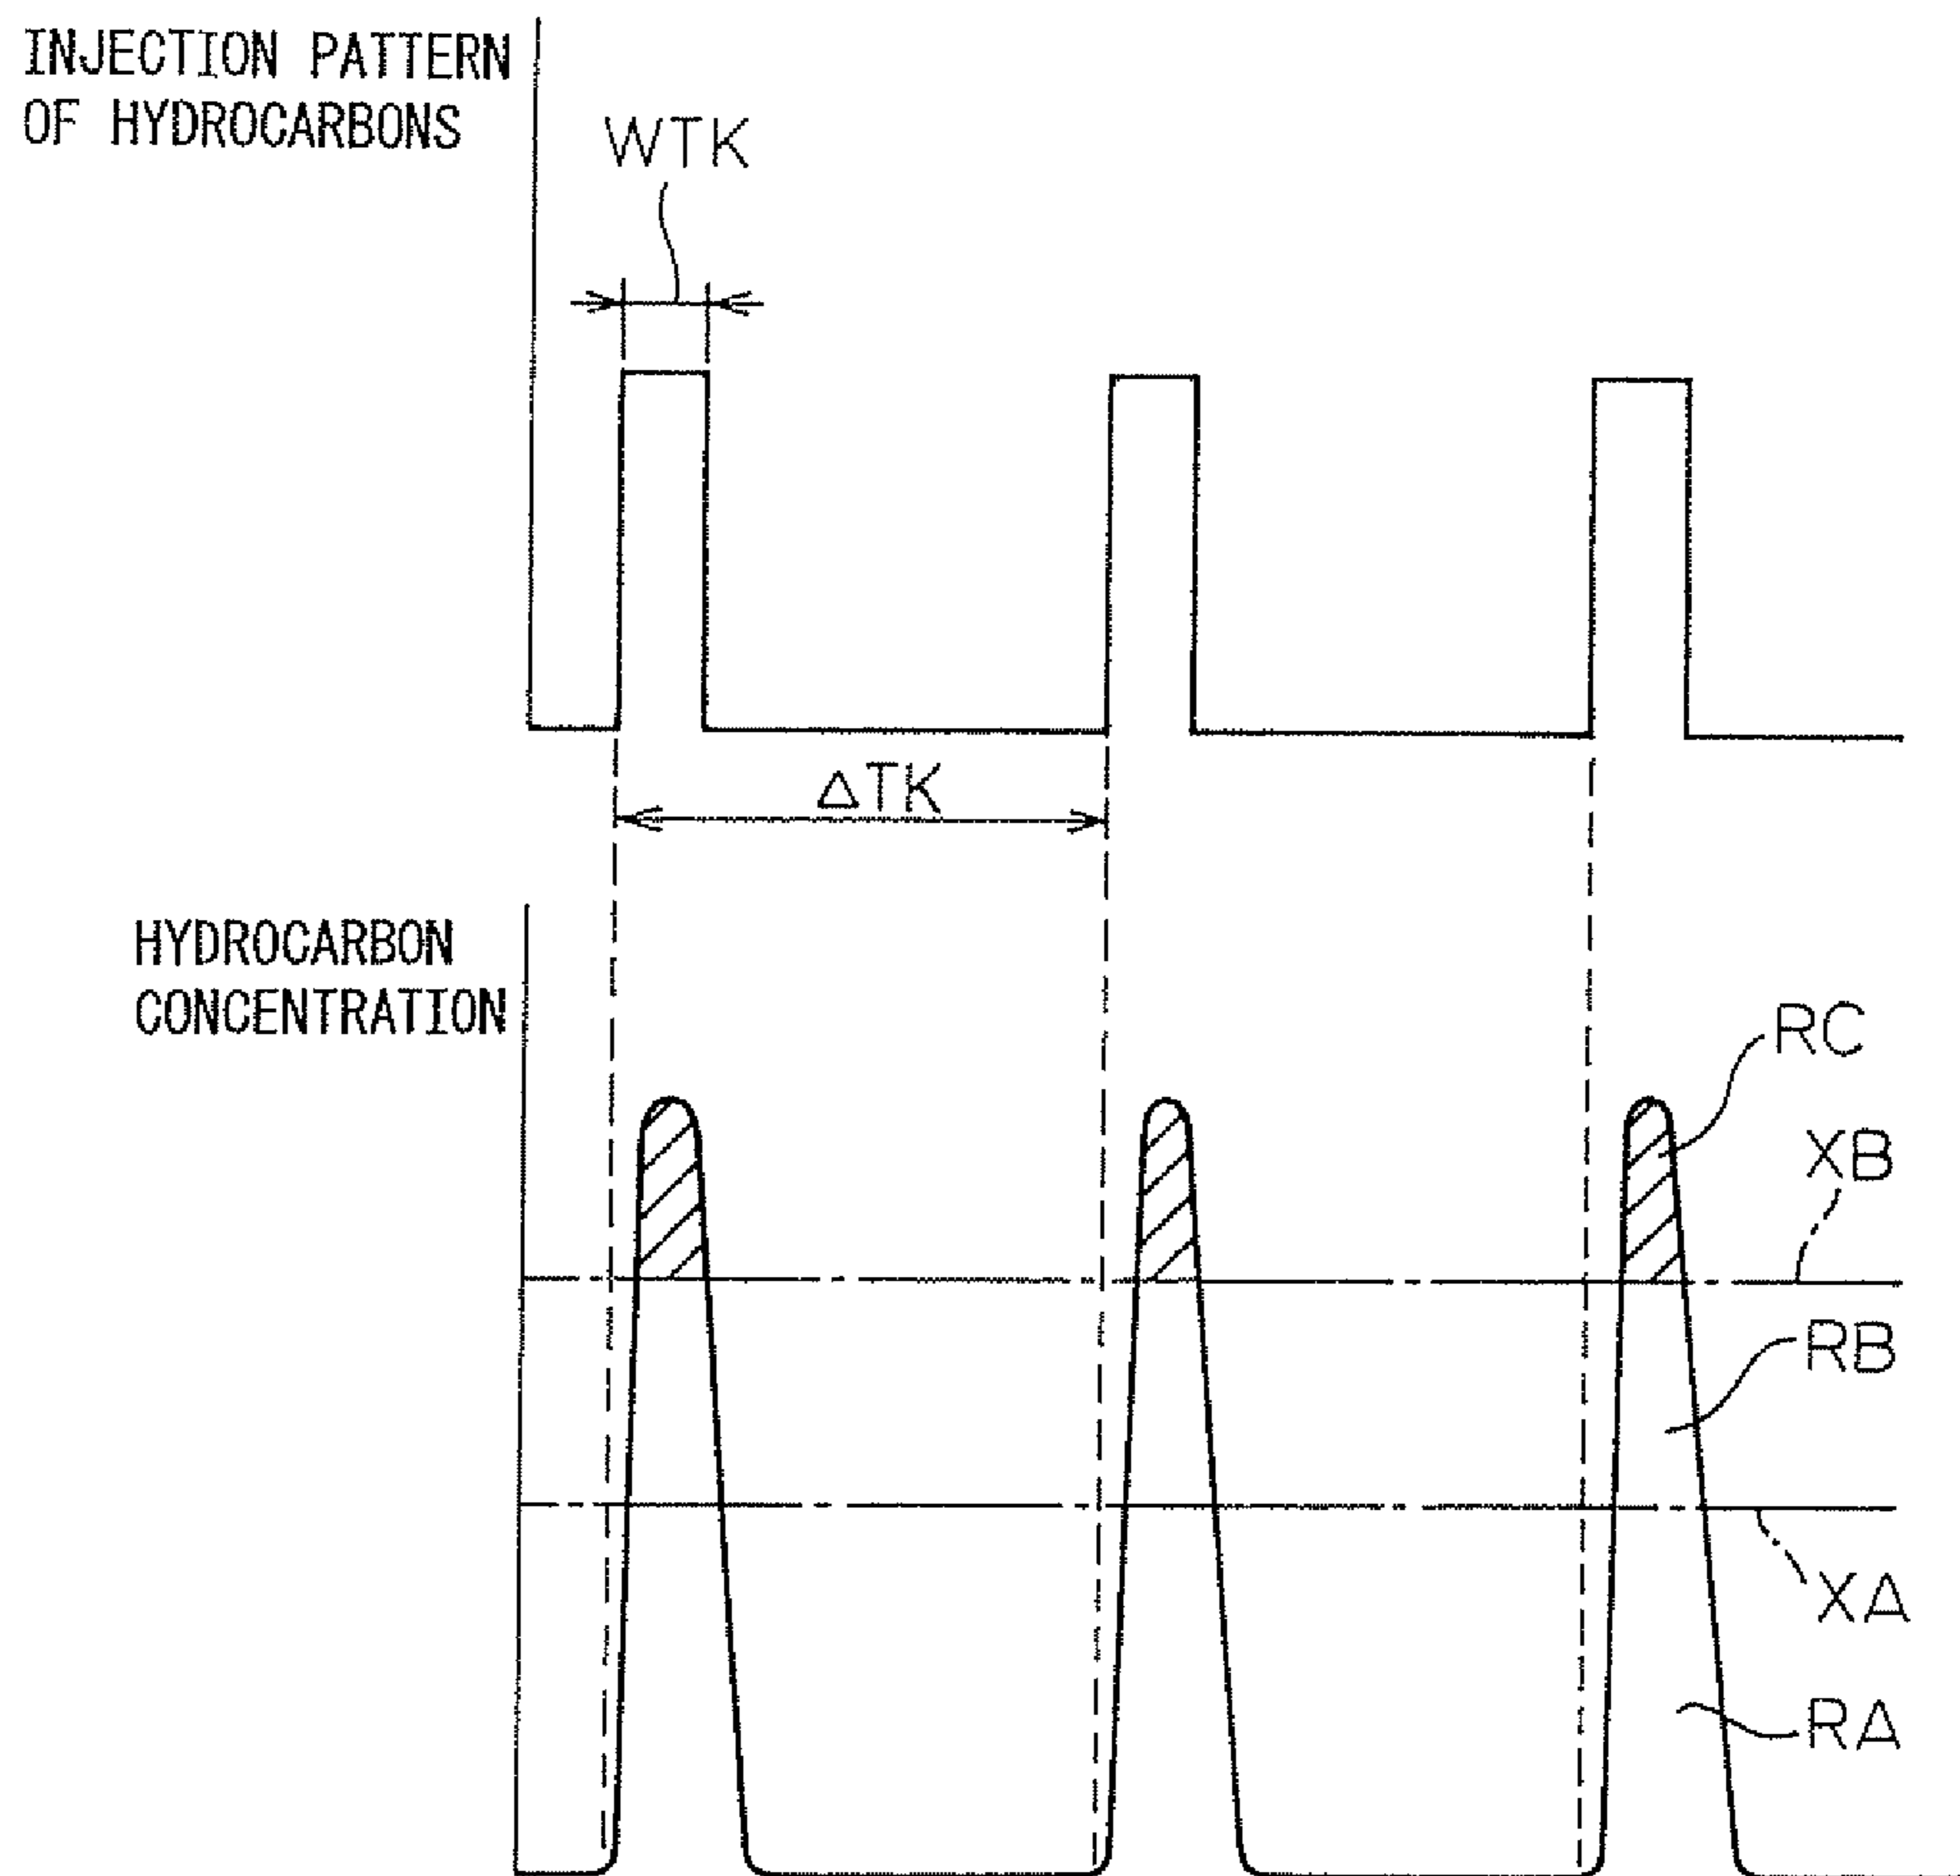 INJECTION PATTERN
OF HYDROCARBONS
WTK
ΔTK
HYDROCARBON
CONCENTRATION
RC
XB
RB
XA
RA